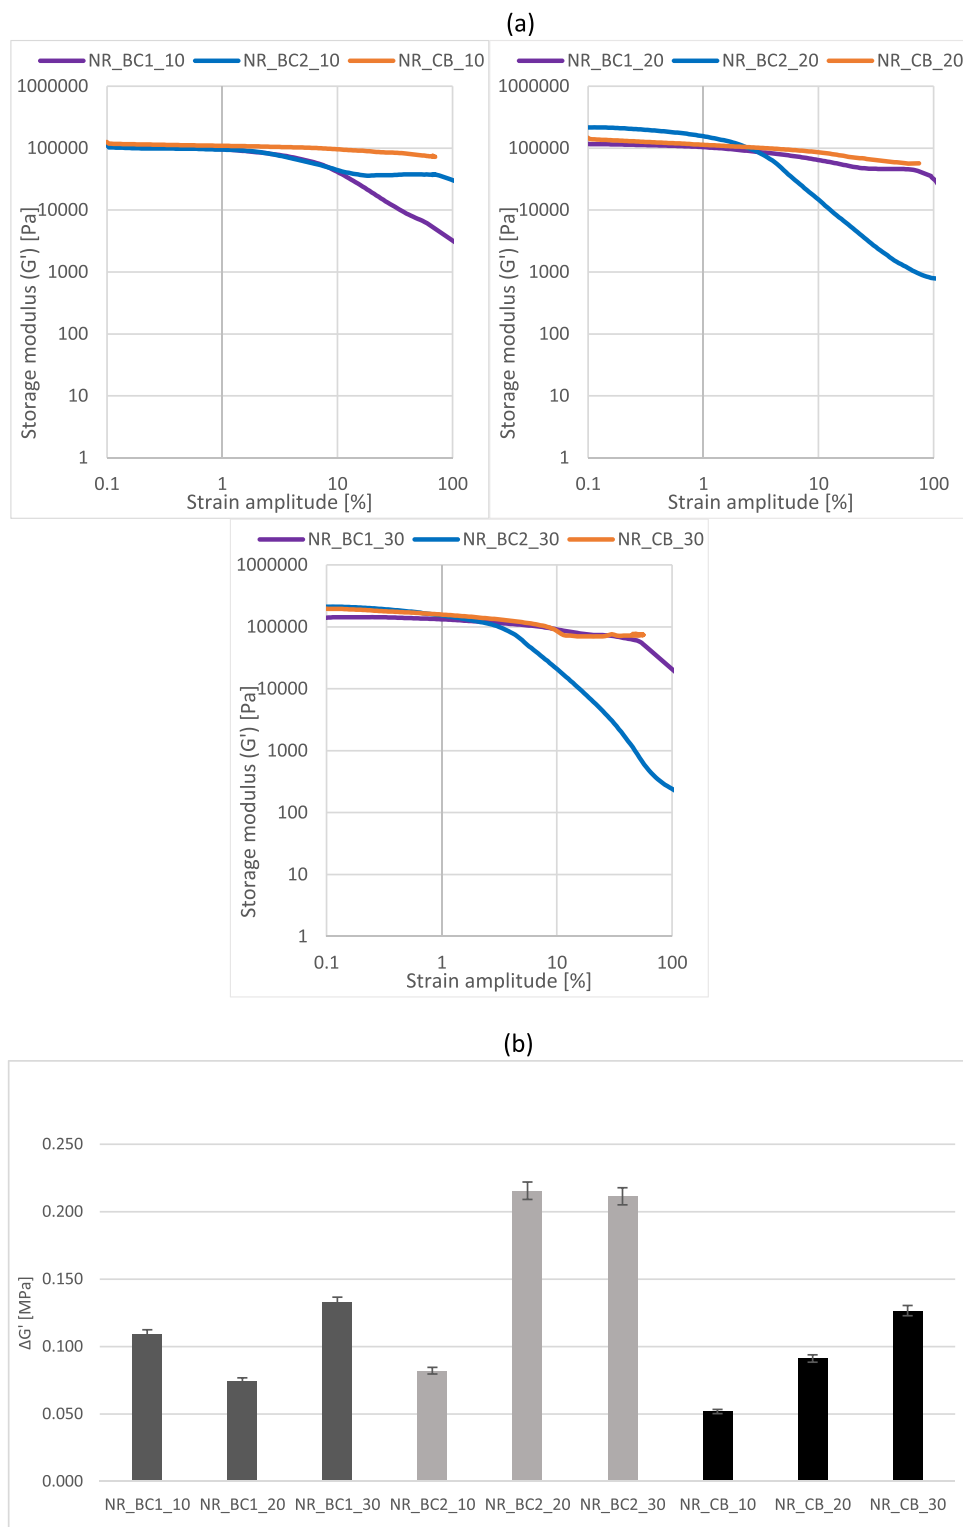 (a)
NR_BC1_10 NR_BC2_10 NR_CB_10
1000000
100000
10000
1000
100
10
1
Storage modulus (G') [Pa]
0.1 1 10 100
Strain amplitude [%]
NR_BC1_20 NR_BC2_20 NR_CB_20
1000000
100000
10000
1000
100
10
1
Storage modulus (G') [Pa]
0.1 1 10 100
Strain amplitude [%]
NR_BC1_30 NR_BC2_30 NR_CB_30
1000000
100000
10000
1000
100
10
1
Storage modulus (G') [Pa]
0.1 1 10 100
Strain amplitude [%]
(b)
0.250
0.200
0.150
0.100
0.050
0.000
ΔG' [MPa]
NR_BC1_10 NR_BC1_20 NR_BC1_30 NR_BC2_10 NR_BC2_20 NR_BC2_30 NR_CB_10 NR_CB_20 NR_CB_30